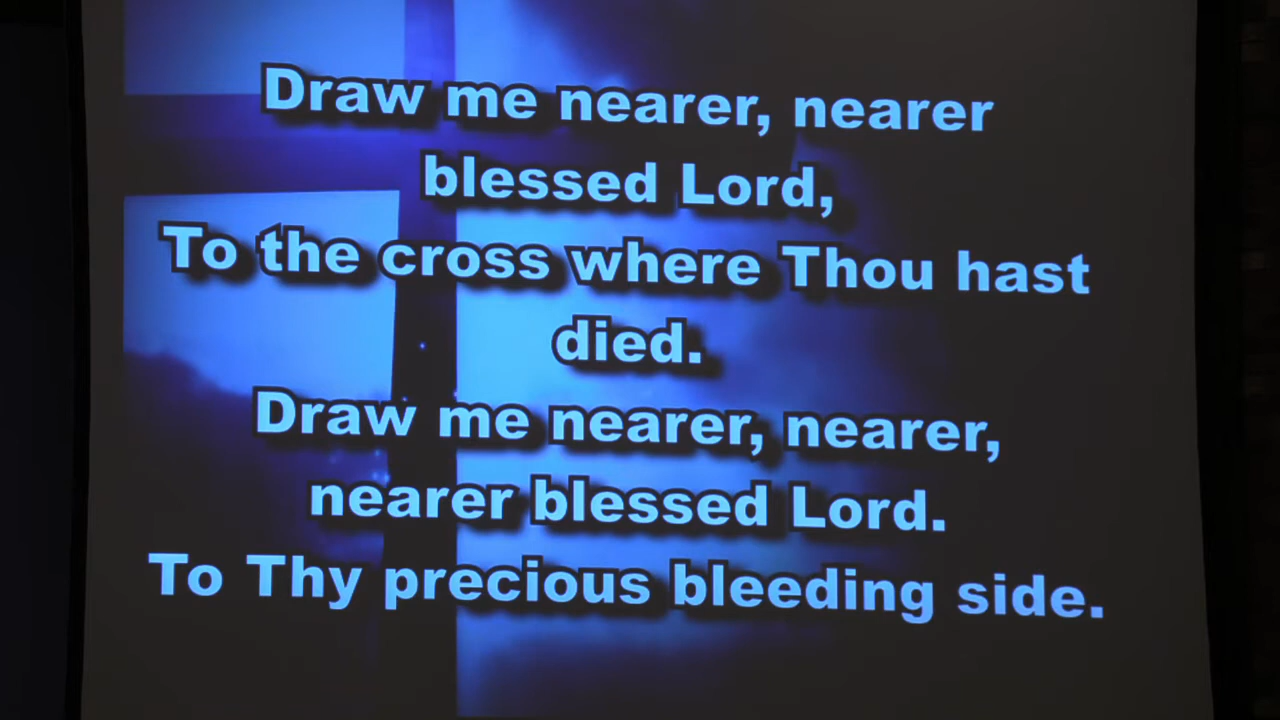 Draw me nearer, nearer
blessed Lord,
To the cross where Thou hast
died.
Draw me nearer, nearer,
nearer blessed Lord.
To Thy precious bleeding side.